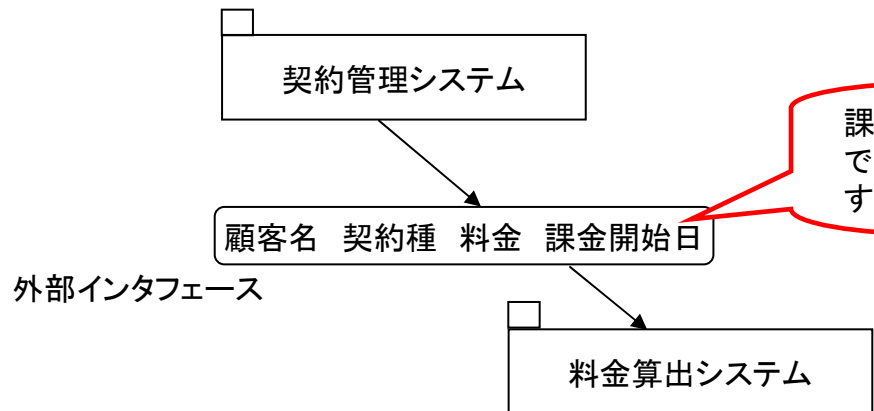 契約管理システム
課
で
す
顧客名 契約種 料金 課金開始日
外部インタフェース
料金算出システム